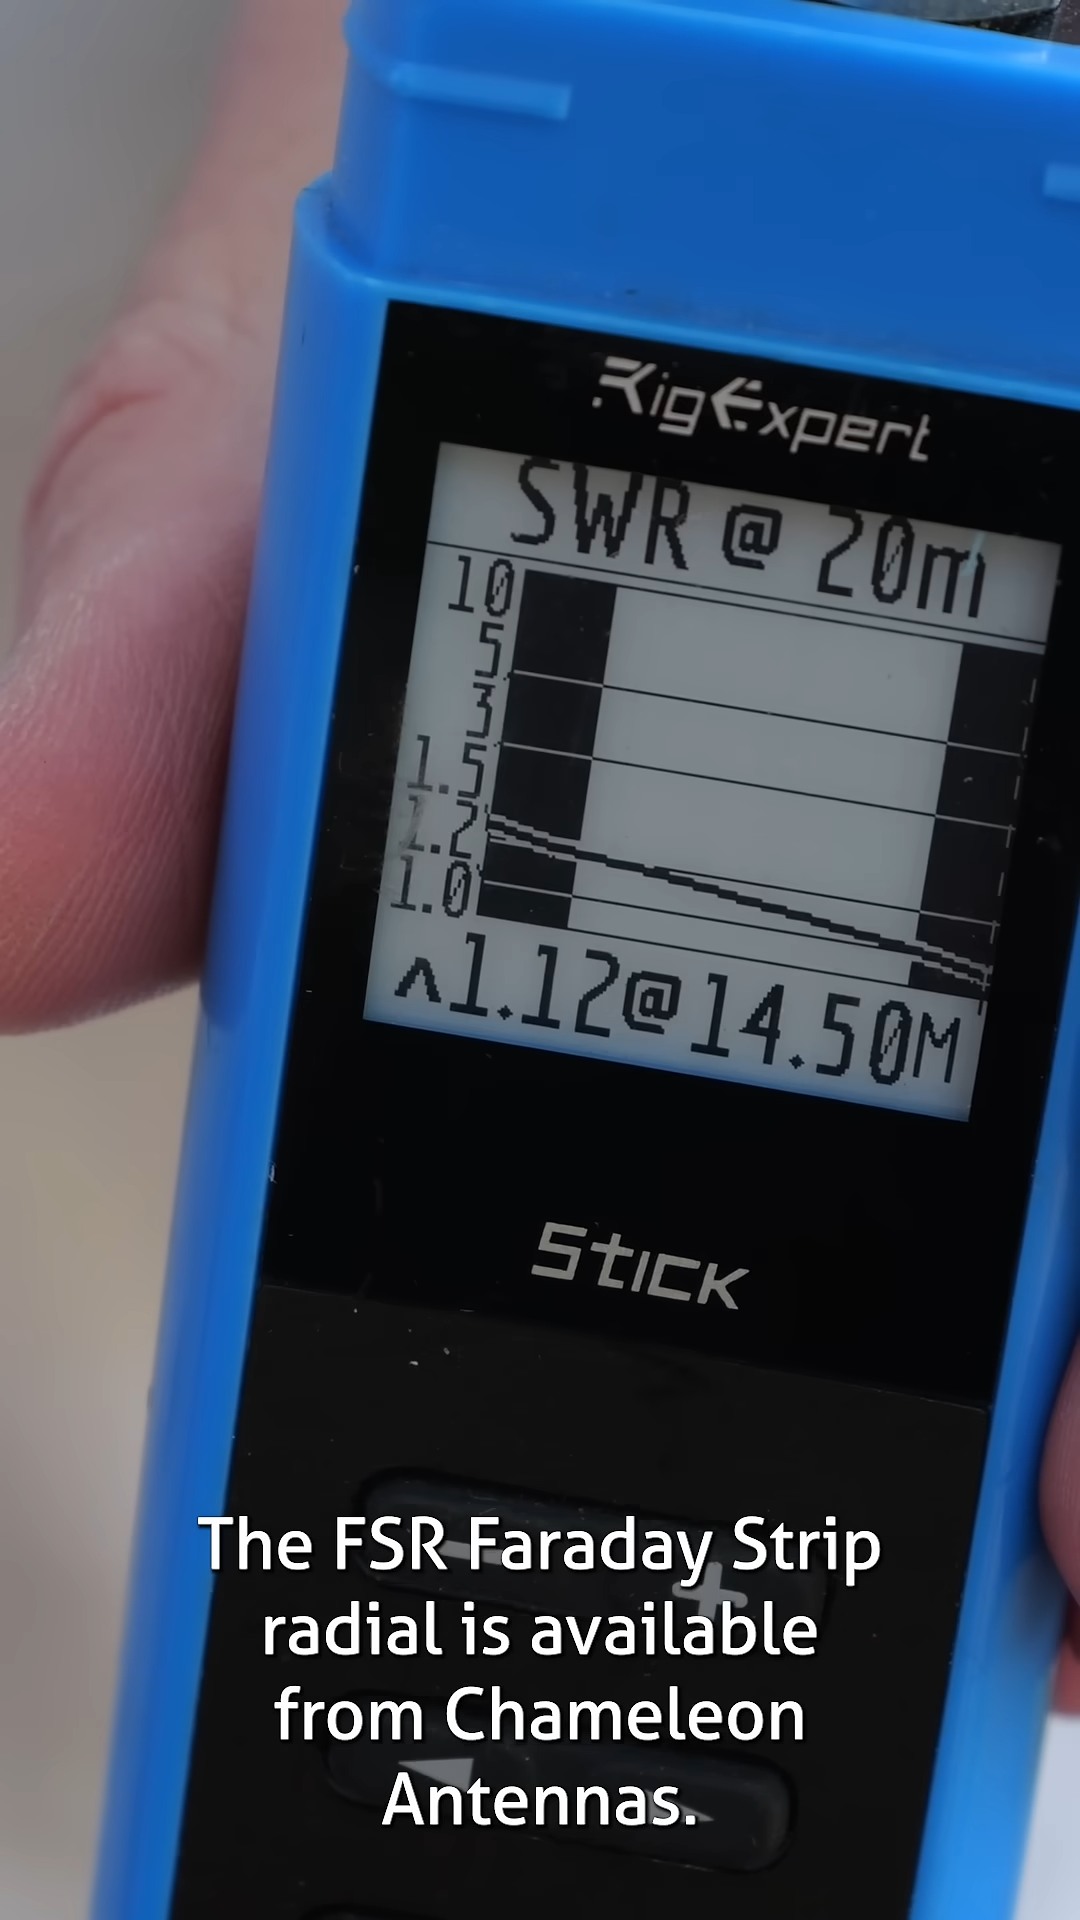 RigExpert
SWR @ 20m
10
5
3
1.5
1.2
1.0
^1.12@14.50M
Stick
The FSR Faraday Strip
radial is available
from Chameleon
Antennas.